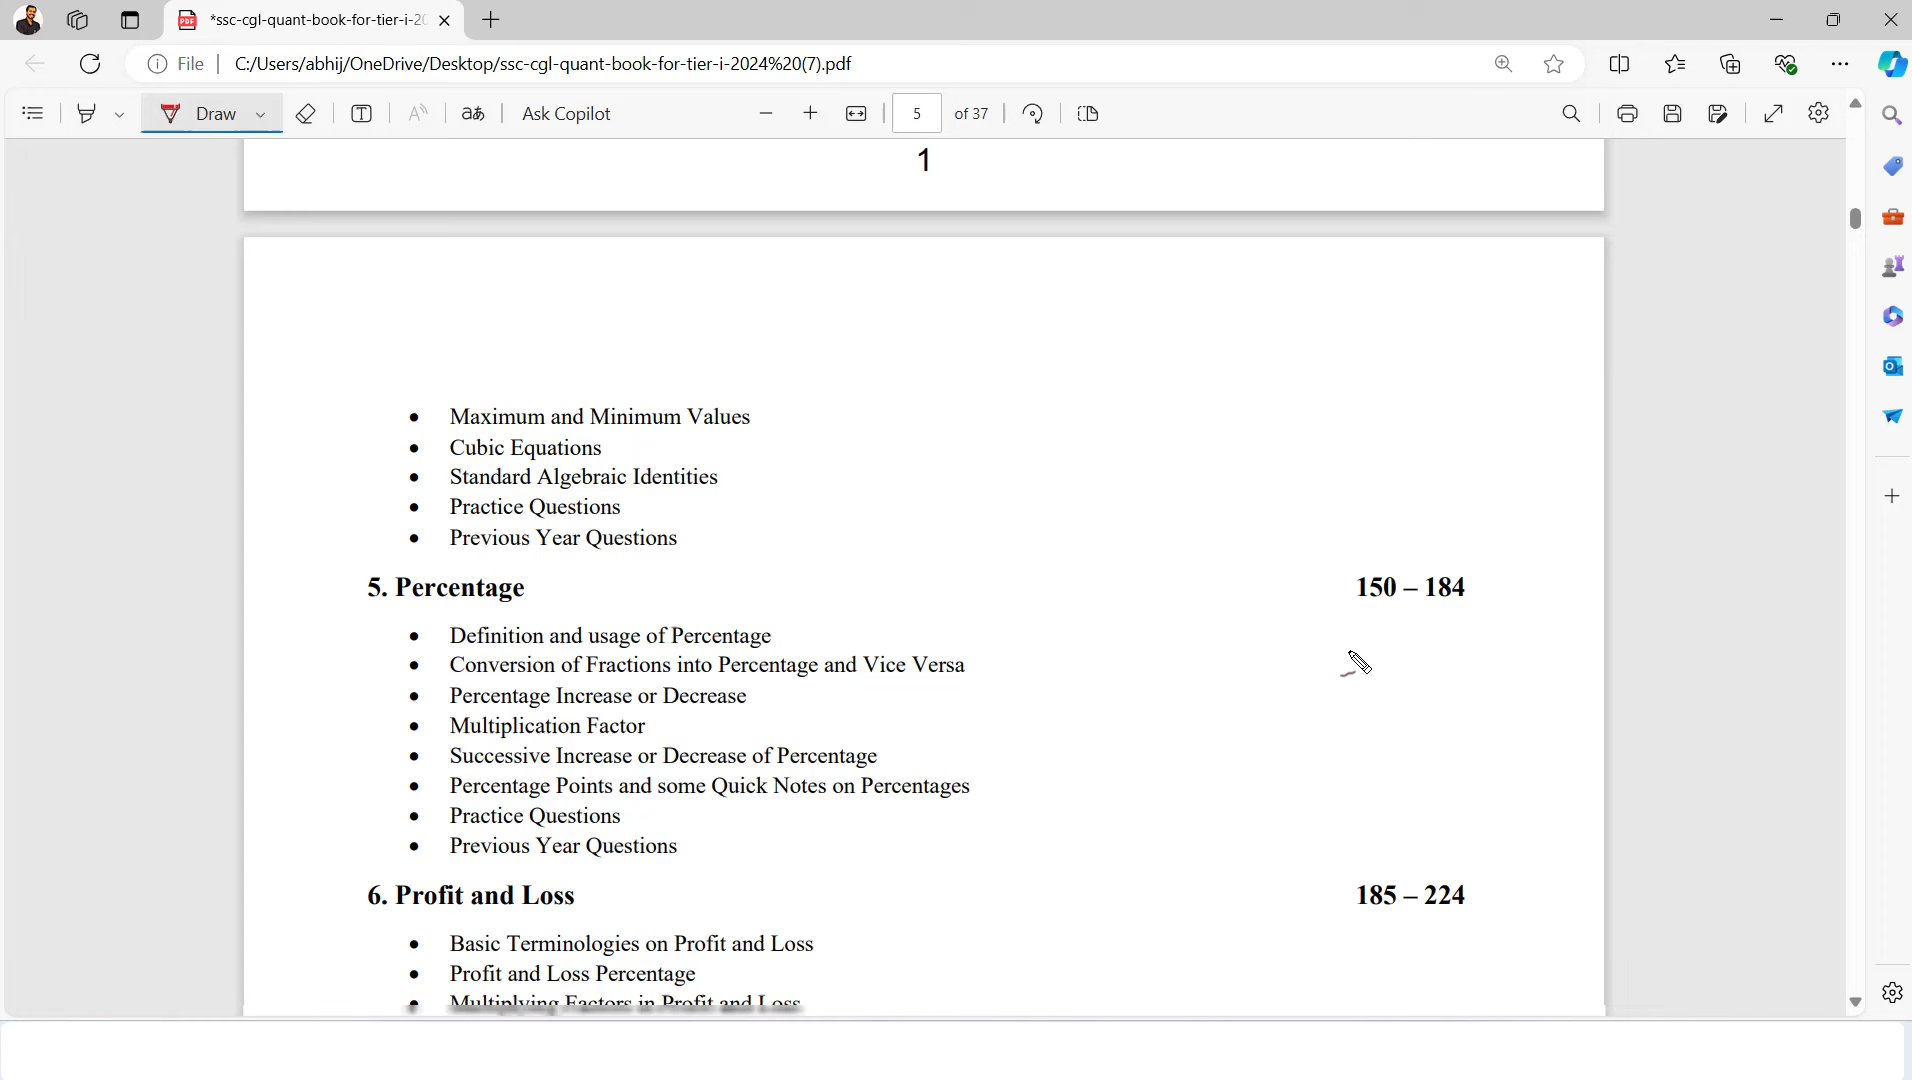 *ssc-cgl-quant-book-for-tier-i-20
File
C:/Users/abhij/OneDrive/Desktop/ssc-cgl-quant-book-for-tier-i-2024%20(7).pdf
Draw
T
A
aあ
Ask Copilot
5
of 37
1
• Maximum and Minimum Values
• Cubic Equations
• Standard Algebraic Identities
• Practice Questions
• Previous Year Questions
5. Percentage 150 – 184
• Definition and usage of Percentage
• Conversion of Fractions into Percentage and Vice Versa
• Percentage Increase or Decrease
• Multiplication Factor
• Successive Increase or Decrease of Percentage
• Percentage Points and some Quick Notes on Percentages
• Practice Questions
• Previous Year Questions
6. Profit and Loss 185 – 224
• Basic Terminologies on Profit and Loss
• Profit and Loss Percentage
• Multiplying Factors in Profit and Loss